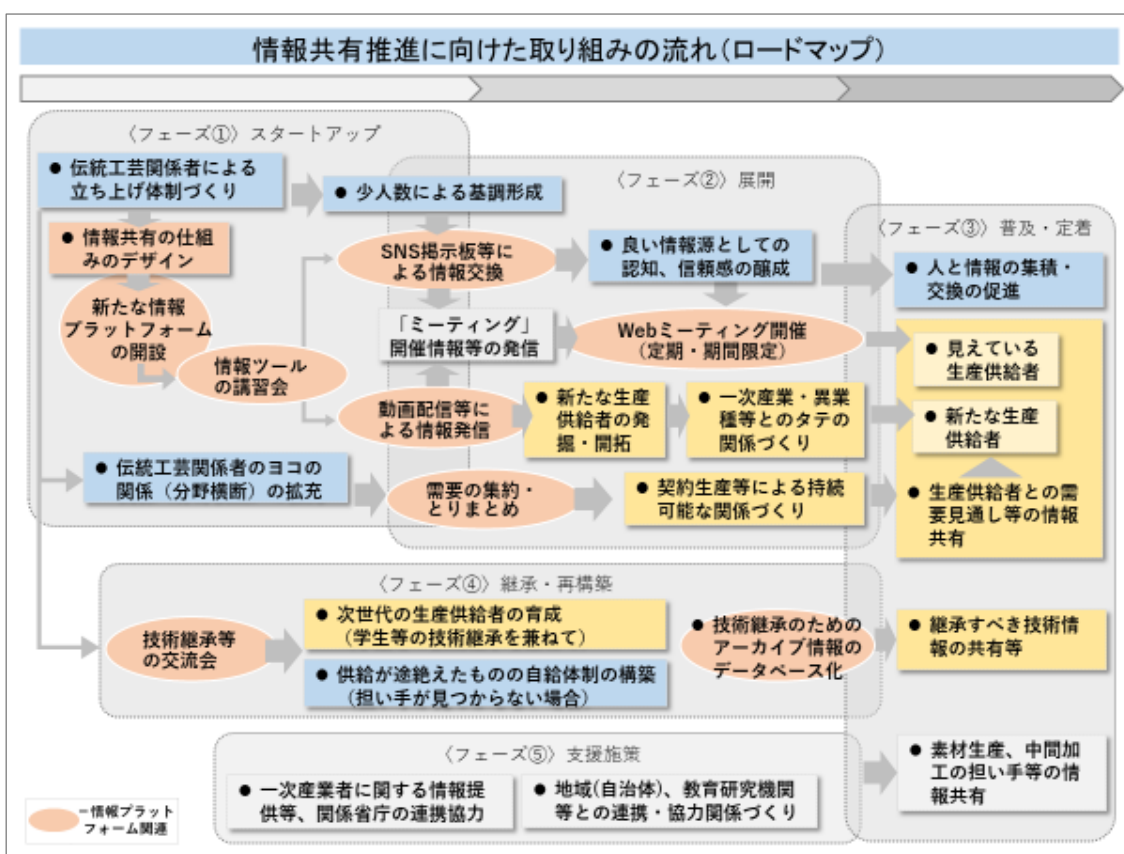 情報共有推進に向けた取り組みの流れ(ロードマップ)
〈フェーズ①〉スタートアップ
● 伝統工芸関係者による
立ち上げ体制づくり
● 少人数による基調形成
● 情報共有の仕組
みのデザイン
新たな情報
プラットフォーム
の開設
情報ツール
の講習会
● 伝統工芸関係者のヨコの
関係（分野横断）の拡充
〈フェーズ②〉展開
SNS掲示板等に
よる情報交換
● 良い情報源としての
認知、信頼感の醸成
「ミーティング」
開催情報等の発信
Webミーティング開催
（定期・期間限定）
動画配信等に
よる情報発信
● 新たな生産
供給者の発
掘・開拓
● 一次産業・異業
種等とのタテの
関係づくり
需要の集約・
とりまとめ
● 契約生産等による持続
可能な関係づくり
〈フェーズ③〉普及・定着
● 人と情報の集積・
交換の促進
● 見えている
生産供給者
● 新たな生産
供給者
● 生産供給者との需
要見通し等の情報
共有
〈フェーズ④〉継承・再構築
技術継承等
の交流会
● 次世代の生産供給者の育成
（学生等の技術継承を兼ねて）
● 供給が途絶えたものの自給体制の構築
（担い手が見つからない場合）
● 技術継承のための
アーカイブ情報の
データベース化
● 継承すべき技術情
報の共有等
〈フェーズ⑤〉支援施策
● 一次産業者に関する情報提
供等、関係省庁の連携協力
● 地域(自治体)、教育研究機関
等との連携・協力関係づくり
● 素材生産、中間加
工の担い手等の情
報共有
＝情報プラット
フォーム関連